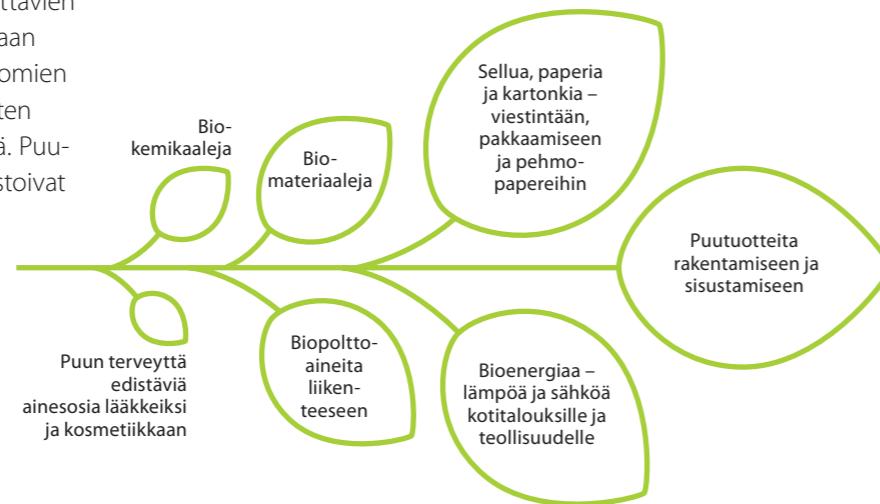 ttavien
aan
omien
ten
ä. Puu-
stoivat
Bio-
kemikaaleja
Bio-
materiaaleja
Sellua, paperia
ja kartonkia –
viestintään,
pakkaamiseen
ja pehmo-
papereihin
Puutuotteita
rakentamiseen ja
sisustamiseen
Puun terveyttä
edistäviä
ainesosia lääkkeiksi
ja kosmetiikkaan
Biopoltto-
aineita
liiken-
teeseen
Bioenergiaa –
lämpöä ja sähköä
kotitalouksille ja
teollisuudelle